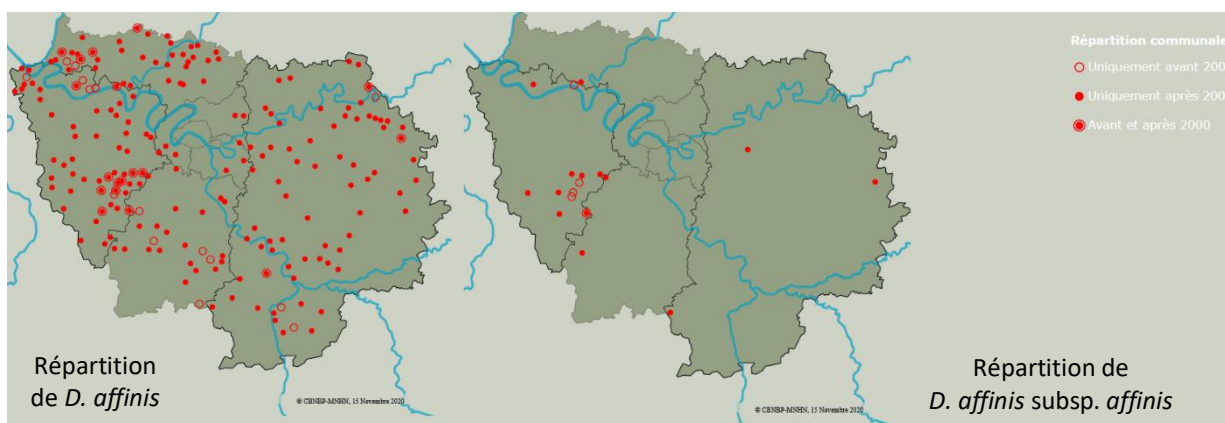 Répartition communale
Uniquement avant 200
Uniquement après 200
Avant et après 2000
Répartition
de D. affinis
© CBNBP-MNHN, 15 Novembre 2020
Répartition de
D. affinis subsp. affinis
© CBNBP-MNHN, 15 Novembre 2020